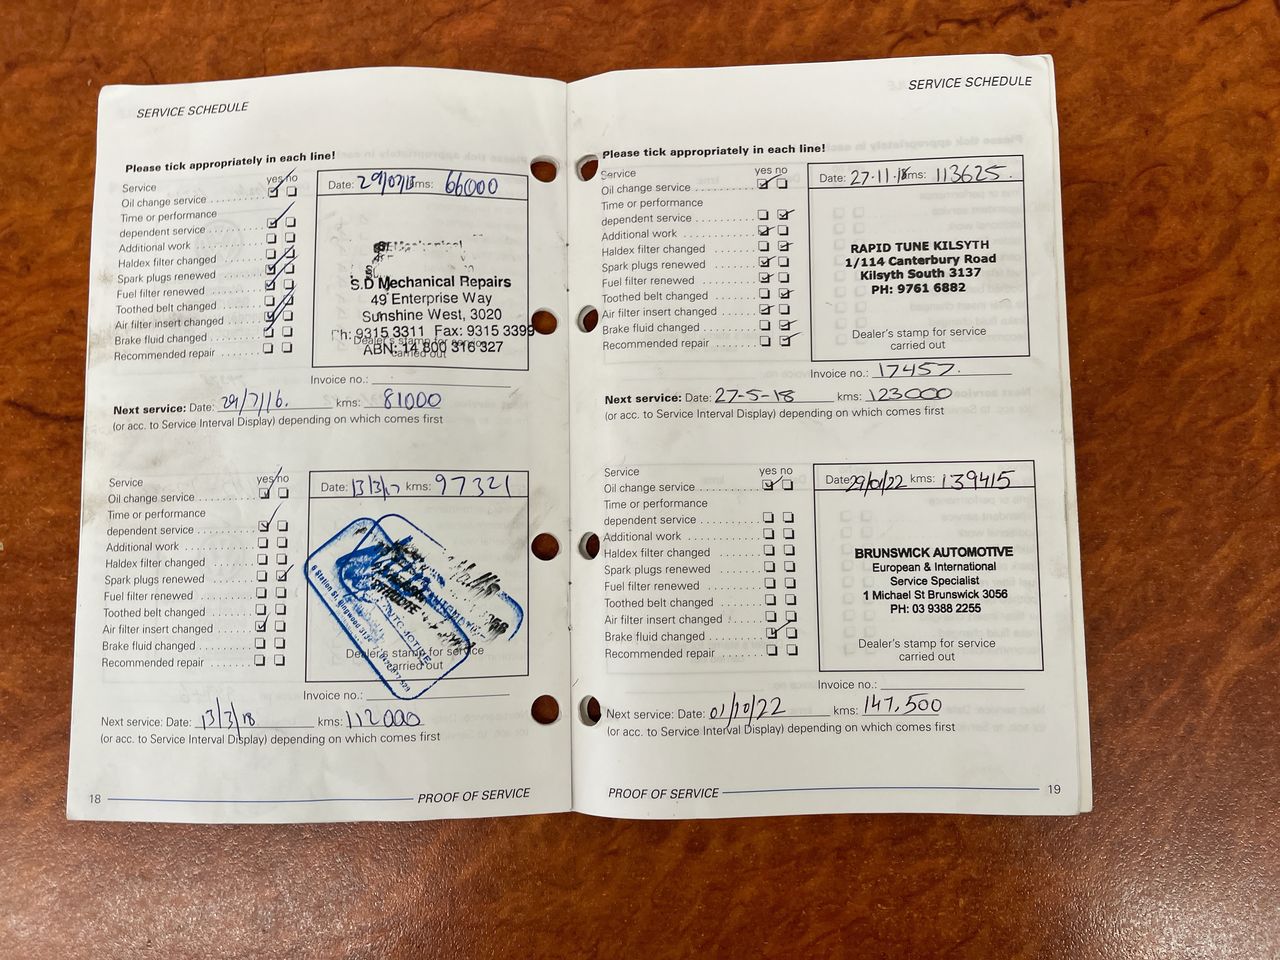 SERVICE SCHEDULE
Please tick appropriately in each line!
yes no
Service
Oil change service
Time or performance
dependent service
Additional work
Haldex filter changed
Spark plugs renewed
Fuel filter renewed
Toothed belt changed
Air filter insert changed
Brake fluid changed
Recommended repair
Date: kms: 66000
S.D Mechanical Repairs
49 Enterprise Way
Sunshine West, 3020
Ph: 9315 3311 Fax: 9315 3399
Dealer's stamp for service
carried out
ABN: 14 800 316 327
Invoice no.:
Next service: Date: 29/7/16. kms: 81000
(or acc. to Service Interval Display) depending on which comes first
yes no
Service
Oil change service
Time or performance
dependent service
Additional work
Haldex filter changed
Spark plugs renewed
Fuel filter renewed
Toothed belt changed
Air filter insert changed
Brake fluid changed
Recommended repair
Date: 13/3/17 kms: 97321
Dealer's stamp for service
carried out
Invoice no.:
Next service: Date: 13/3/18 kms: 112000
(or acc. to Service Interval Display) depending on which comes first
18 PROOF OF SERVICE
SERVICE SCHEDULE
Please tick appropriately in each line!
yes no
Service
Oil change service
Time or performance
dependent service
Additional work
Haldex filter changed
Spark plugs renewed
Fuel filter renewed
Toothed belt changed
Air filter insert changed
Brake fluid changed
Recommended repair
Date: kms: 113625.
RAPID TUNE KILSYTH
1/114 Canterbury Road
Kilsyth South 3137
PH: 9761 6882
Dealer's stamp for service
carried out
Invoice no.: 17457.
Next service: Date: 27-5-18 kms: 123000
(or acc. to Service Interval Display) depending on which comes first
yes no
Service
Oil change service
Time or performance
dependent service
Additional work
Haldex filter changed
Spark plugs renewed
Fuel filter renewed
Toothed belt changed
Air filter insert changed
Brake fluid changed
Recommended repair
Date: 29/01/22 kms: 139415
BRUNSWICK AUTOMOTIVE
European & International
Service Specialist
1 Michael St Brunswick 3056
PH: 03 9388 2255
Dealer's stamp for service
carried out
Invoice no.:
Next service: Date: 01/10/22 kms: 147,500
(or acc. to Service Interval Display) depending on which comes first
PROOF OF SERVICE 19